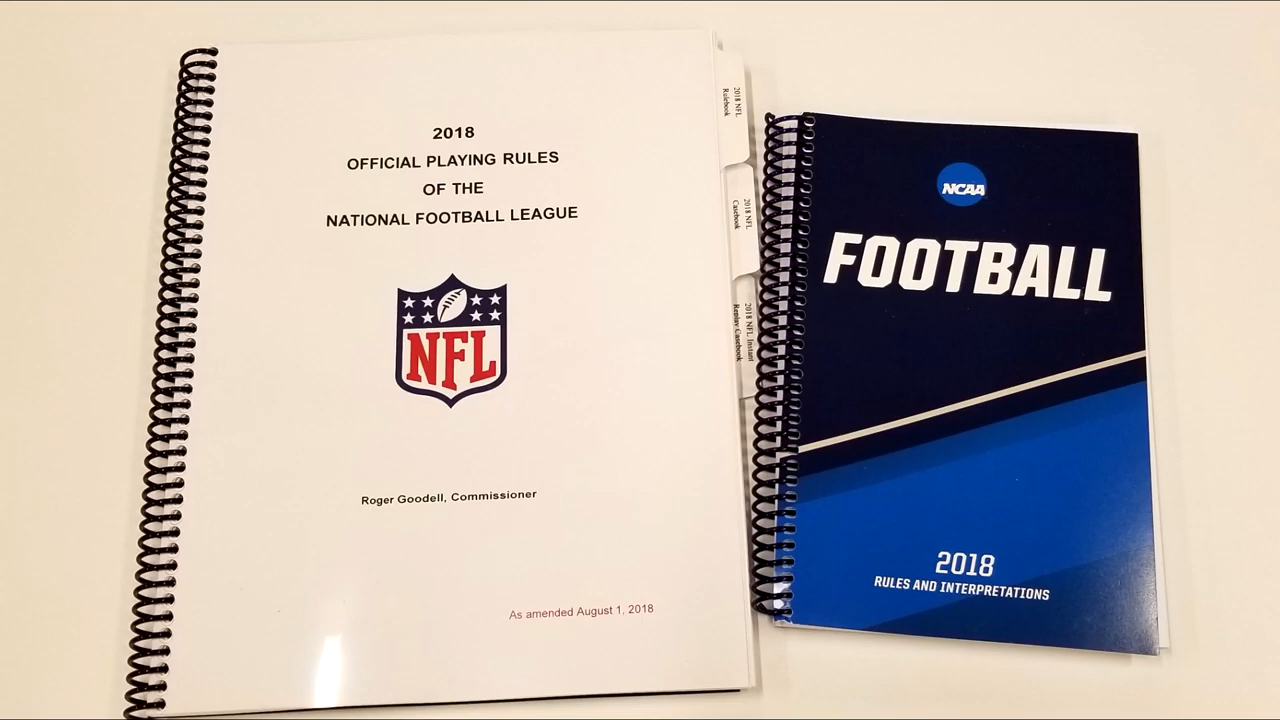 2018
OFFICIAL PLAYING RULES
OF THE
NATIONAL FOOTBALL LEAGUE
NFL
Roger Goodell, Commissioner
As amended August 1, 2018
2018 NFL
Rulebook
2018 NFL
Casebook
2018 NFL Instant
Replay Casebook
NCAA
FOOTBALL
2018
RULES AND INTERPRETATIONS